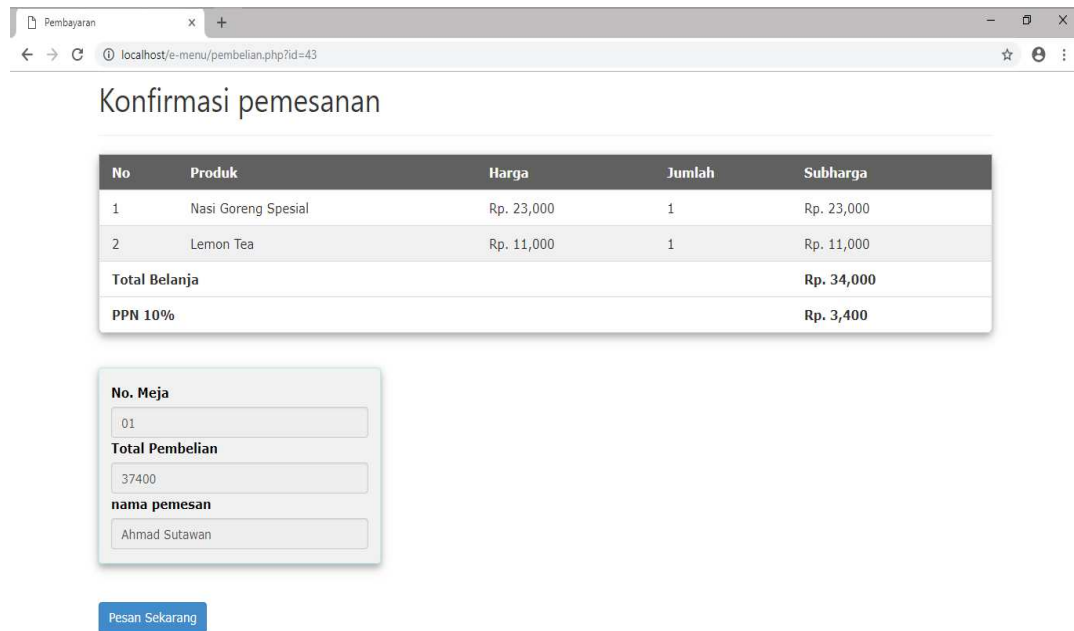 Pembayaran
localhost/e-menu/pembelian.php?id=43
Konfirmasi pemesanan
No Produk Harga Jumlah Subharga
1 Nasi Goreng Spesial Rp. 23,000 1 Rp. 23,000
2 Lemon Tea Rp. 11,000 1 Rp. 11,000
Total Belanja Rp. 34,000
PPN 10% Rp. 3,400
No. Meja
01
Total Pembelian
37400
nama pemesan
Ahmad Sutawan
Pesan Sekarang